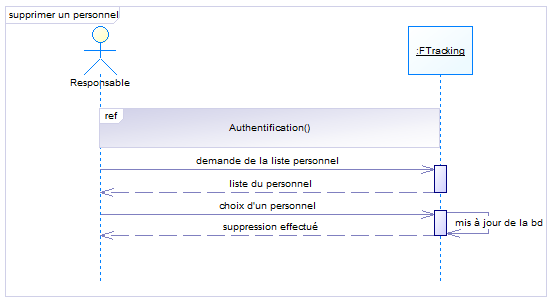 supprimer un personnel
Responsable
:FTracking
ref
Authentification()
demande de la liste personnel
liste du personnel
choix d'un personnel
mis à jour de la bd
suppression effectué